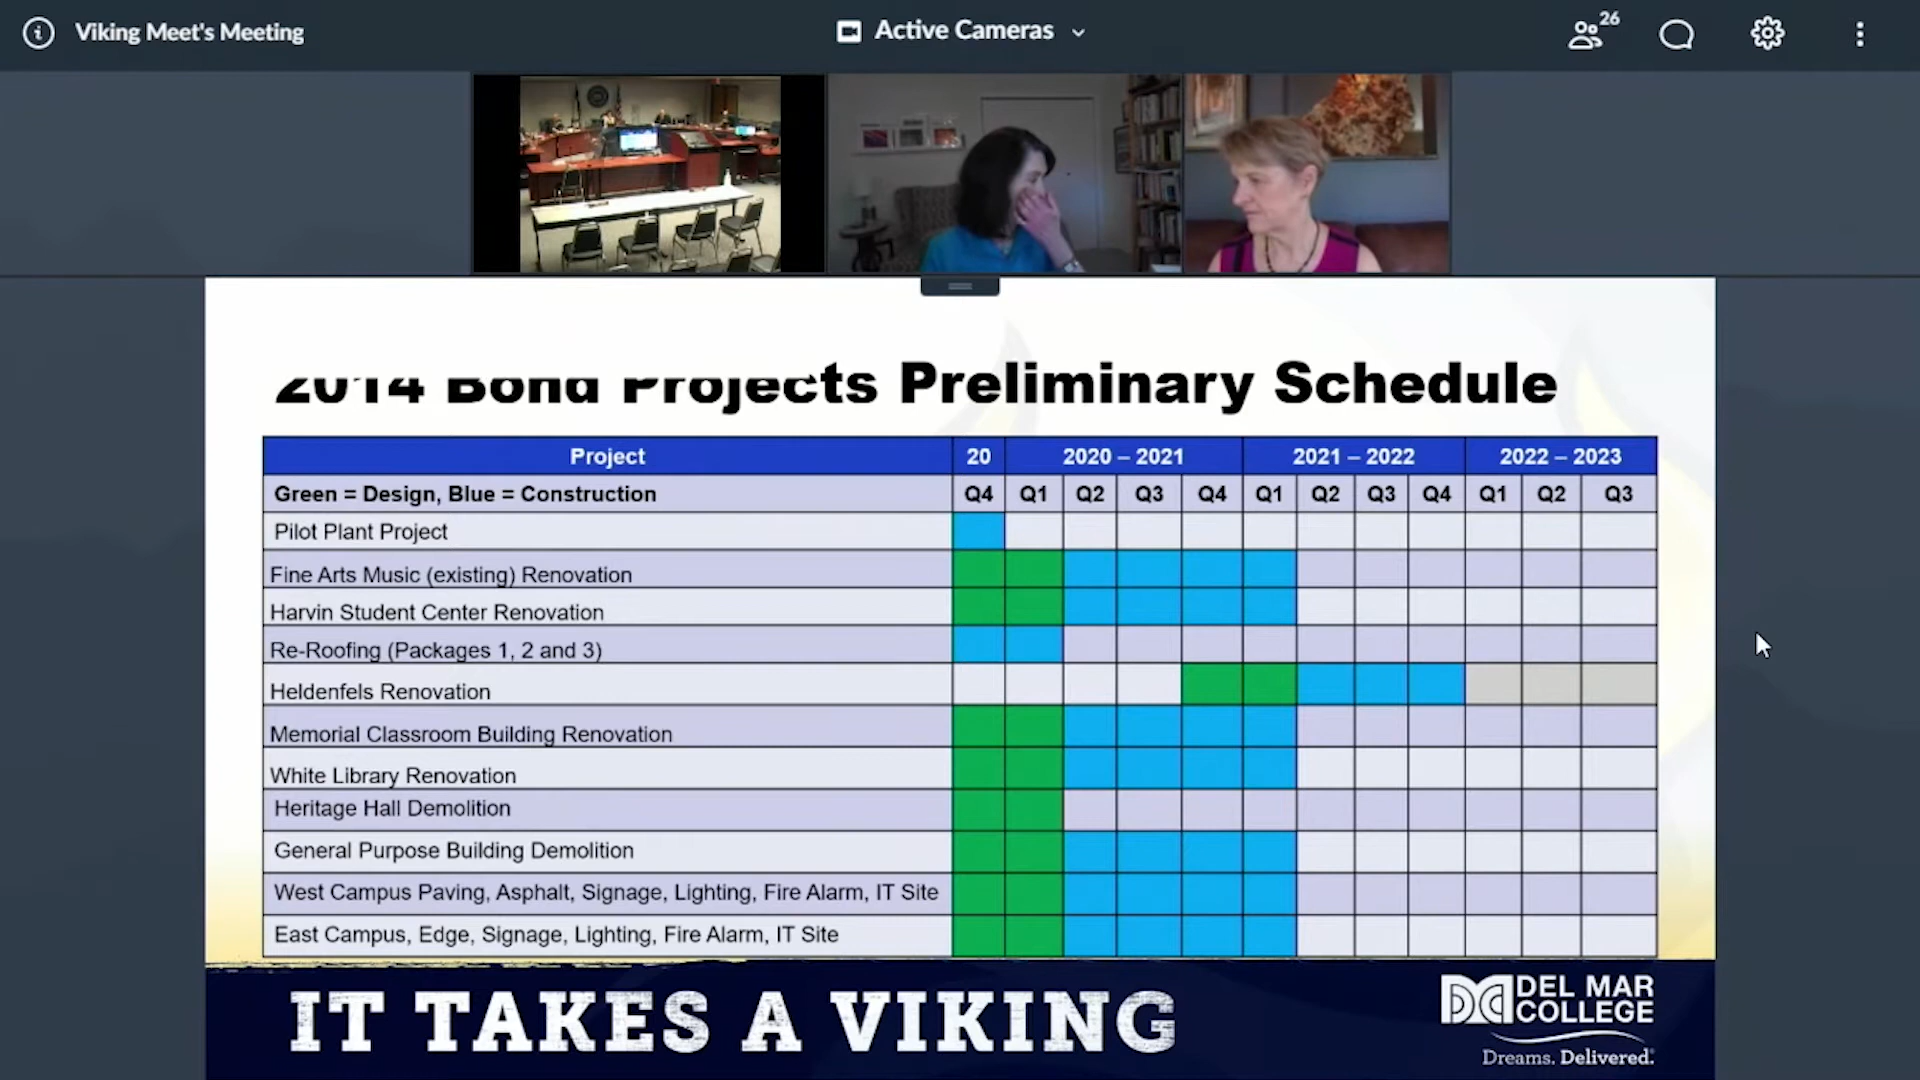 Viking Meet's Meeting
Active Cameras
26
2014 Bond Projects Preliminary Schedule
Project 20 2020 – 2021 2021 – 2022 2022 – 2023
Green = Design, Blue = Construction Q4 Q1 Q2 Q3 Q4 Q1 Q2 Q3 Q4 Q1 Q2 Q3
Pilot Plant Project
Fine Arts Music (existing) Renovation
Harvin Student Center Renovation
Re-Roofing (Packages 1, 2 and 3)
Heldenfels Renovation
Memorial Classroom Building Renovation
White Library Renovation
Heritage Hall Demolition
General Purpose Building Demolition
West Campus Paving, Asphalt, Signage, Lighting, Fire Alarm, IT Site
East Campus, Edge, Signage, Lighting, Fire Alarm, IT Site
IT TAKES A VIKING
DEL MAR
COLLEGE
Dreams. Delivered.